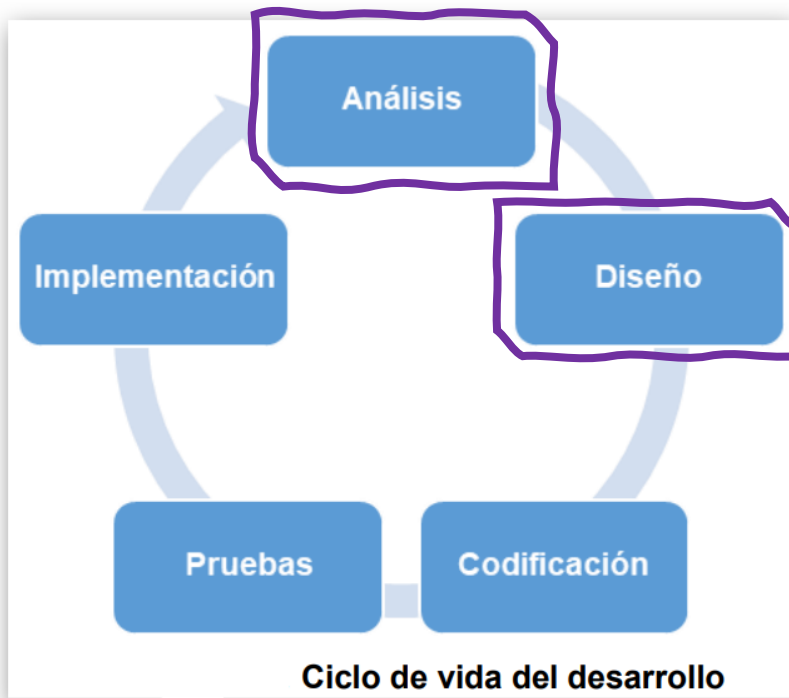 Análisis
Diseño
Codificación
Pruebas
Implementación
Ciclo de vida del desarrollo